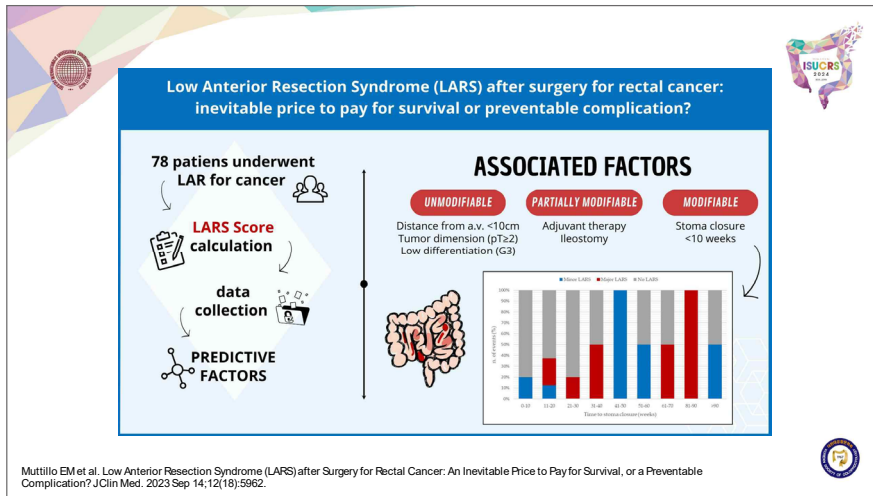 ISUCRS
2024
Low Anterior Resection Syndrome (LARS) after surgery for rectal cancer:
inevitable price to pay for survival or preventable complication?
78 patiens underwent
LAR for cancer
LARS Score
calculation
data
collection
PREDICTIVE
FACTORS
ASSOCIATED FACTORS
UNMODIFIABLE
Distance from a.v. <10cm
Tumor dimension (pT≥2)
Low differentiation (G3)
PARTIALLY MODIFIABLE
Adjuvant therapy
Ileostomy
MODIFIABLE
Stoma closure
<10 weeks
Minor LARS Major LARS No LARS
n. of events (%)
100%
90%
80%
70%
60%
50%
40%
30%
20%
10%
0%
0-10 11-20 21-30 31-40 41-50 51-60 61-70 81-90 >90
Time to stoma closure (weeks)
Muttillo EM et al. Low Anterior Resection Syndrome (LARS) after Surgery for Rectal Cancer: An Inevitable Price to Pay for Survival, or a Preventable
Complication? J Clin Med. 2023 Sep 14;12(18):5962.